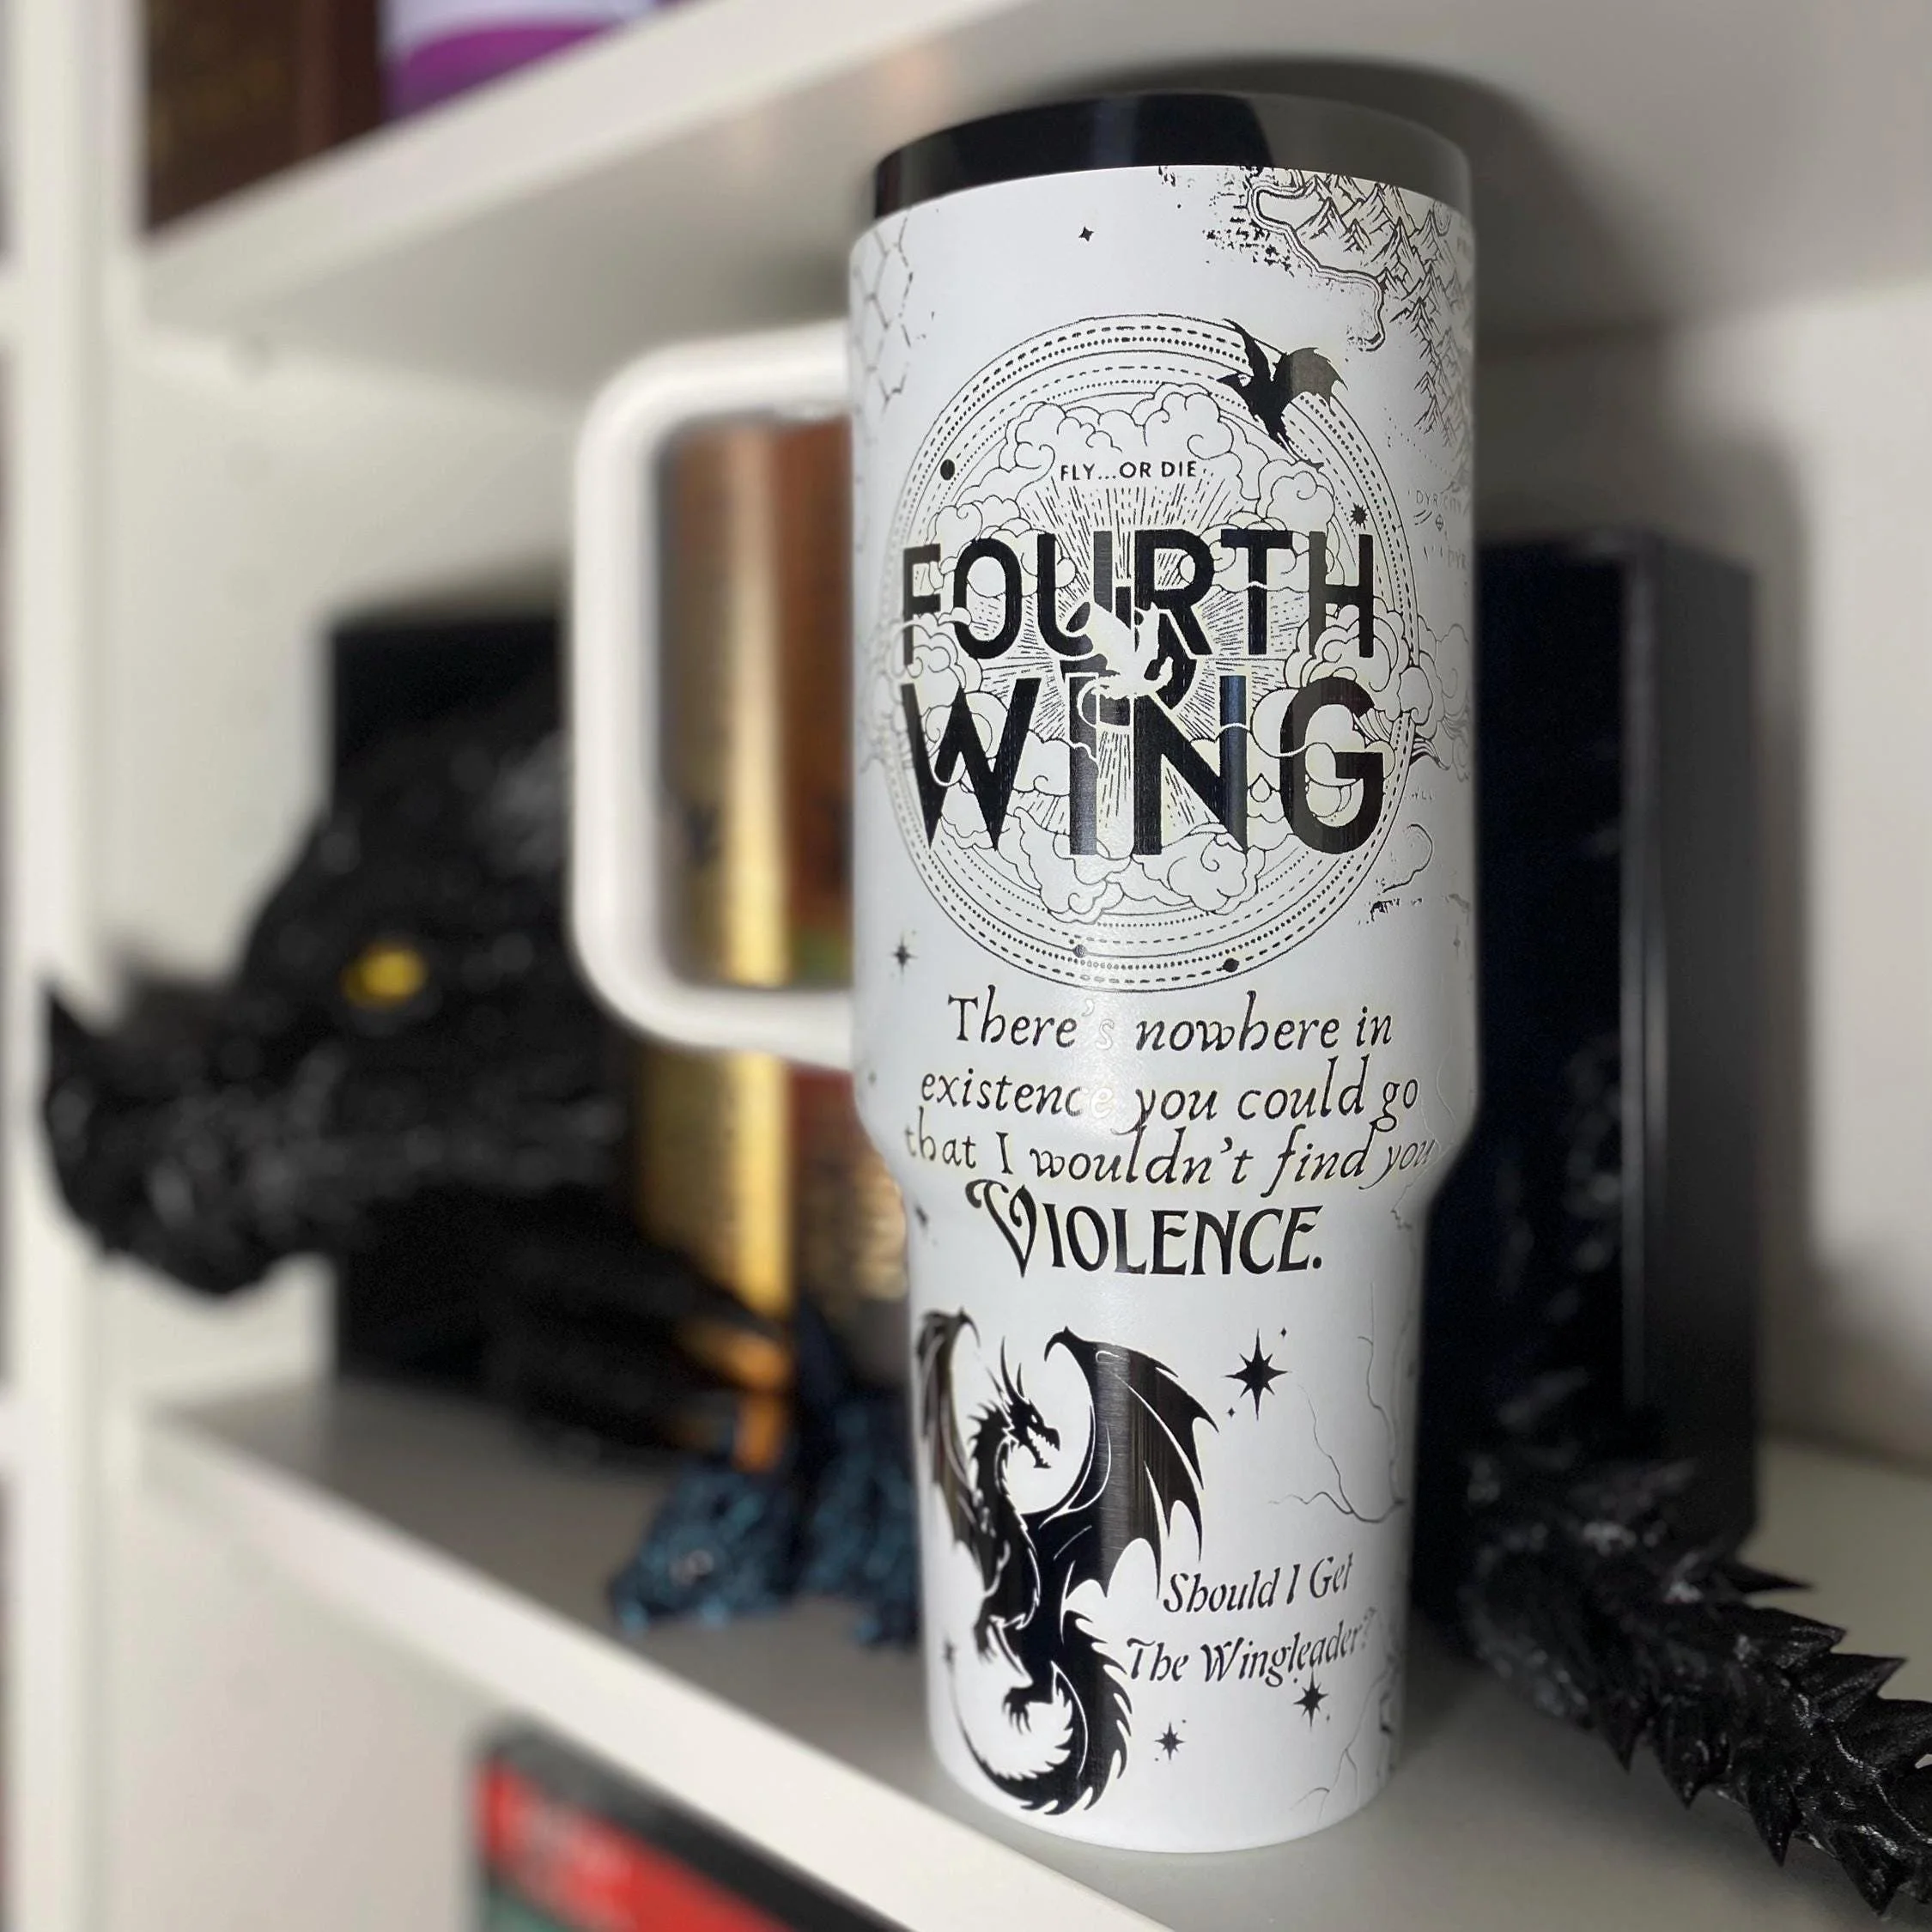 FLY...OR DIE
FOURTH
WING
There's nowhere in
existence you could go
that I wouldn't find you
VIOLENCE.
Should I Get
The Wingleader?